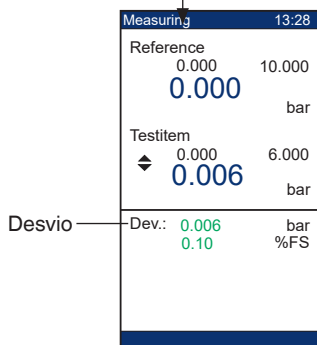 Measuring 13:28
Reference
0.000 10.000
0.000
bar
Testitem
0.000 6.000
0.006
bar
Desvio Dev.: 0.006 bar
0.10 %FS